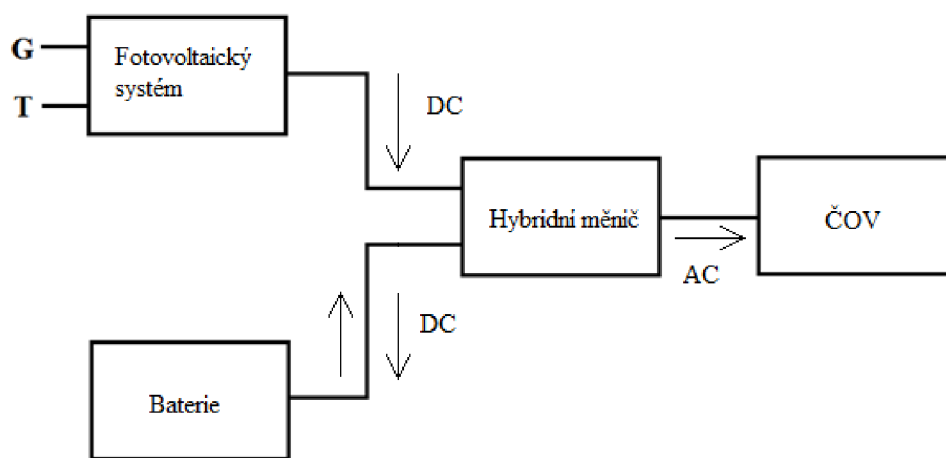 G
T
Fotovoltaický
systém
DC
Hybridní měnič
AC
ČOV
DC
Baterie